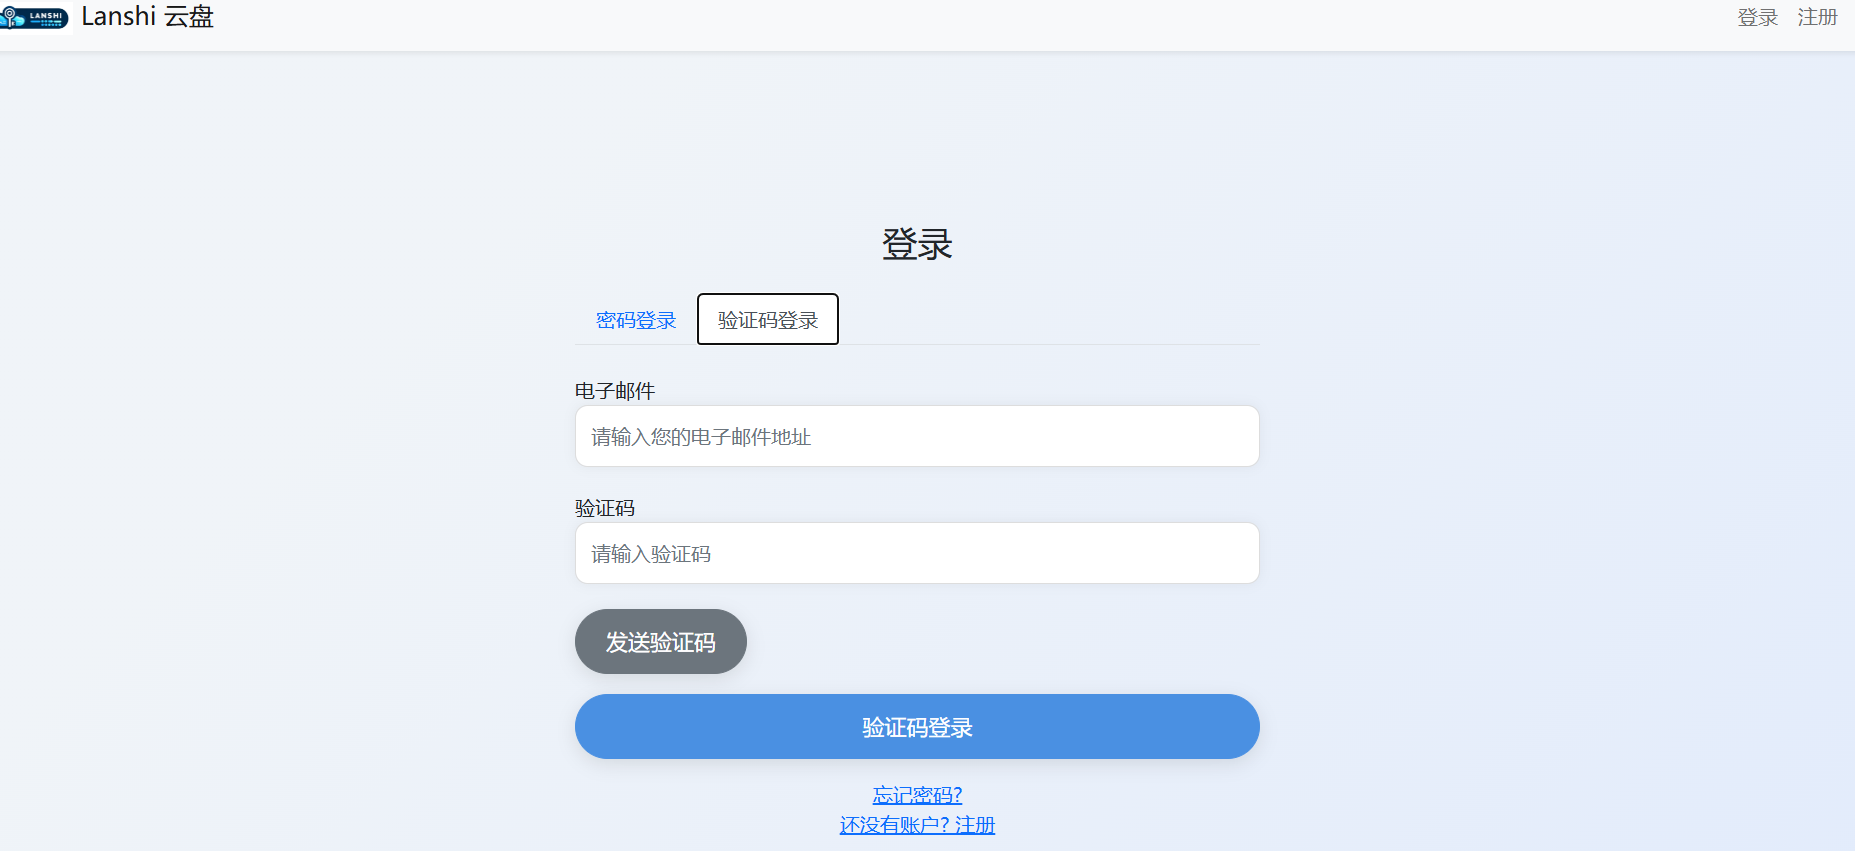 LANSHI
Lanshi 云盘
登录 注册
登录
密码登录 验证码登录
电子邮件
请输入您的电子邮件地址
验证码
请输入验证码
发送验证码
验证码登录
忘记密码?
还没有账户? 注册